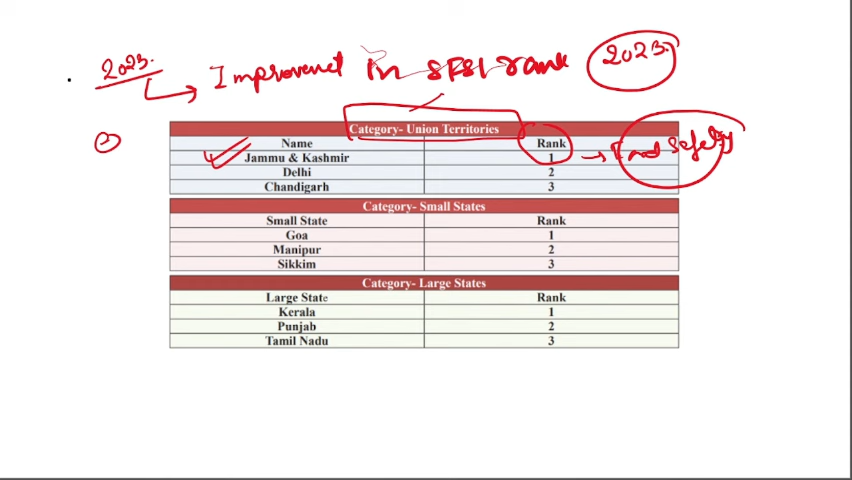 2023. Improvenet in SFSI rank 2023.
Category- Union Territories
Name Rank
Jammu & Kashmir 1 → Food Safety
Delhi 2
Chandigarh 3
Category- Small States
Small State Rank
Goa 1
Manipur 2
Sikkim 3
Category- Large States
Large State Rank
Kerala 1
Punjab 2
Tamil Nadu 3